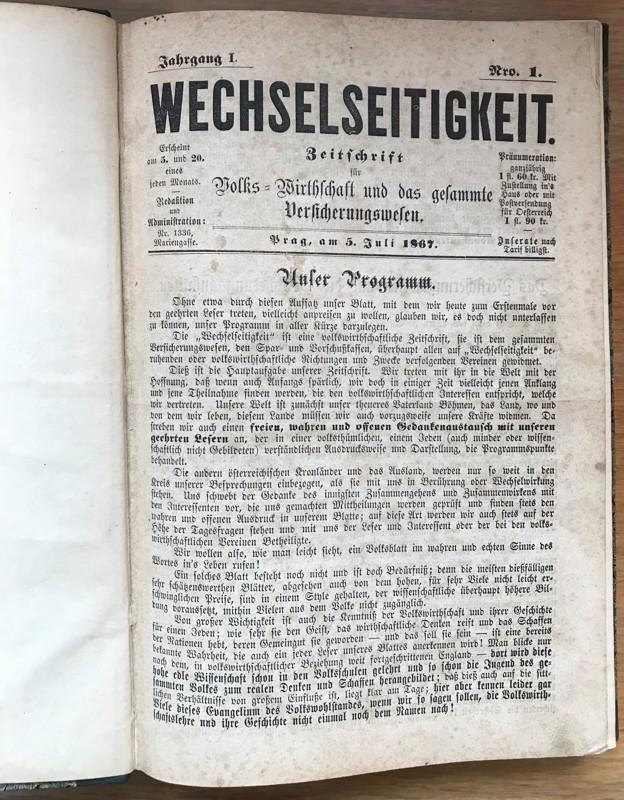 Jahrgang I.
Nro. 1.
WECHSELSEITIGKEIT.
Erscheint
am 5. und 20.
eines
jeden Monats.
Redaktion
und
Administration:
Nr. 1336,
Mariengasse.
Zeitschrift
für
Volks-Wirthschaft und das gesammte
Versicherungswesen.
Prag, am 5. Juli 1867.
Pränumeration:
ganzjährig
1 fl. 60 kr. Mit
Zustellung in's
Haus oder mit
Postversendung
für Oesterreich
1 fl. 90 kr.
Inserate nach
Tarif billigst.
Unser Programm.
Ohne etwa durch diesen Aufsatz unser Blatt, mit dem wir heute zum Erstenmale vor
den geehrten Leser treten, vielleicht anpreisen zu wollen, glauben wir, es doch nicht unterlassen
zu können, unser Programm in aller Kürze darzulegen.
Die „Wechselseitigkeit" ist eine volkswirthschaftliche Zeitschrift, sie ist dem gesammten
Versicherungswesen, den Spar- und Vorschußkassen, überhaupt allen auf „Wechselseitigkeit" be-
ruhenden oder volkswirthschaftliche Richtungen und Zwecke verfolgenden Vereinen gewidmet.
Dieß ist die Hauptaufgabe unserer Zeitschrift. Wir treten mit ihr in die Welt mit der
Hoffnung, daß wenn auch Anfangs spärlich, wir doch in einiger Zeit vielleicht jenen Anklang
und jene Theilnahme finden werden, die den volkswirthschaftlichen Interessen entspricht, welche
wir vertreten. Unsere Welt ist zunächst unser theueres Vaterland Böhmen, das Land, wo und
von dem wir leben, diesem Lande müssen wir auch vorzugsweise unsere Kräfte widmen. Da
streben wir auch einen freien, wahren und offenen Gedankenaustausch mit unseren
geehrten Lesern an, der in einer volksthümlichen, einem Jeden (auch minder oder wissen-
schaftlich nicht Gebildeten) verständlichen Ausdrucksweise und Darstellung, die Programmspunkte
behandelt.
Die andern österreichischen Kronländer und das Ausland, werden nur so weit in den
Kreis unserer Besprechungen einbezogen, als sie mit uns in Berührung oder Wechselwirkung
stehen. Uns schwebt der Gedanke des innigsten Zusammengehens und Zusammenwirkens mit
den Interessenten vor, die uns gemachten Mittheilungen werden geprüft und finden stets den
wahren und offenen Ausdruck in unserem Blatte; auf diese Art werden wir auch stets auf der
Höhe der Tagesfragen stehen und mit uns der Leser und Interessent oder der bei den volks-
wirthschaftlichen Vereinen Betheiligte.
Wir wollen also, wie man leicht sieht, ein Volksblatt im wahren und echten Sinne des
Wortes in's Leben rufen!
Ein solches Blatt besteht noch nicht und ist doch Bedürfniß; denn die meisten dießfälligen
sehr schätzenswerthen Blätter, abgesehen auch von dem hohen, für sehr Viele nicht leicht er-
schwinglichen Preise, sind in einem Style gehalten, der wissenschaftliche überhaupt höhere Bil-
dung voraussetzt, mithin Vielen aus dem Volke nicht zugänglich.
Von großer Wichtigkeit ist auch die Kenntniß der Volkswirthschaft und ihrer Geschichte
für einen Jeden; wie sehr sie den Geist, das wirthschaftliche Denken reift und das Schaffen
der Nationen hebt, deren Gemeingut sie geworden — und das soll sie sein — ist eine bereits
bekannte Wahrheit, die auch ein jeder Leser unseres Blattes anerkennen wird! Man blicke nur
nach dem, in volkswirthschaftlicher Beziehung weit fortgeschrittenen England — dort wird diese
hohe edle Wissenschaft schon in den Volksschulen gelehrt und so schon die Jugend des ge-
sammten Volkes zum realen Denken und Schaffen herangebildet; daß dieß auch auf die sitt-
lichen Verhältnisse von großem Einfluße ist, liegt klar am Tage; hier aber kennen leider gar
Viele dieses Evangelium des Volkswohlstandes, wenn wir so sagen sollen, die Volkswirth-
schaftslehre und ihre Geschichte nicht einmal noch dem Namen nach!